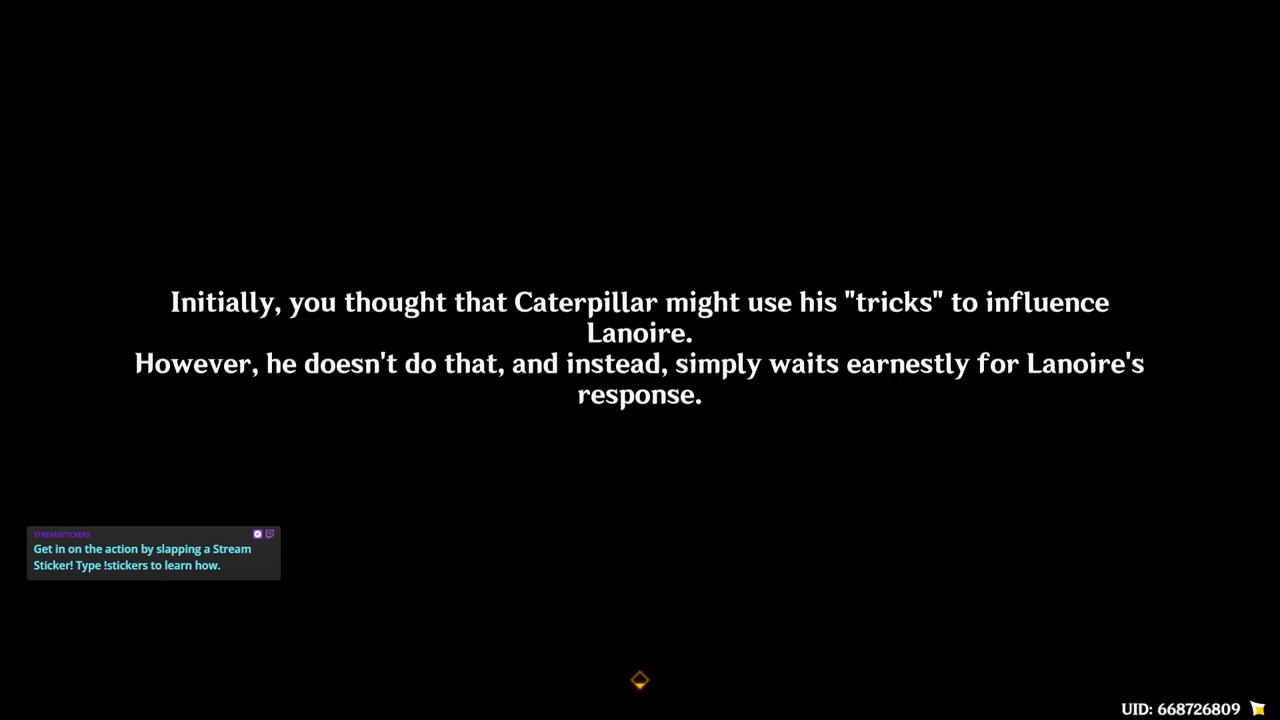 Initially, you thought that Caterpillar might use his "tricks" to influence
Lanoire.
However, he doesn't do that, and instead, simply waits earnestly for Lanoire's
response.
STREAMSTICKERS
Get in on the action by slapping a Stream
Sticker! Type !stickers to learn how.
UID: 668726809